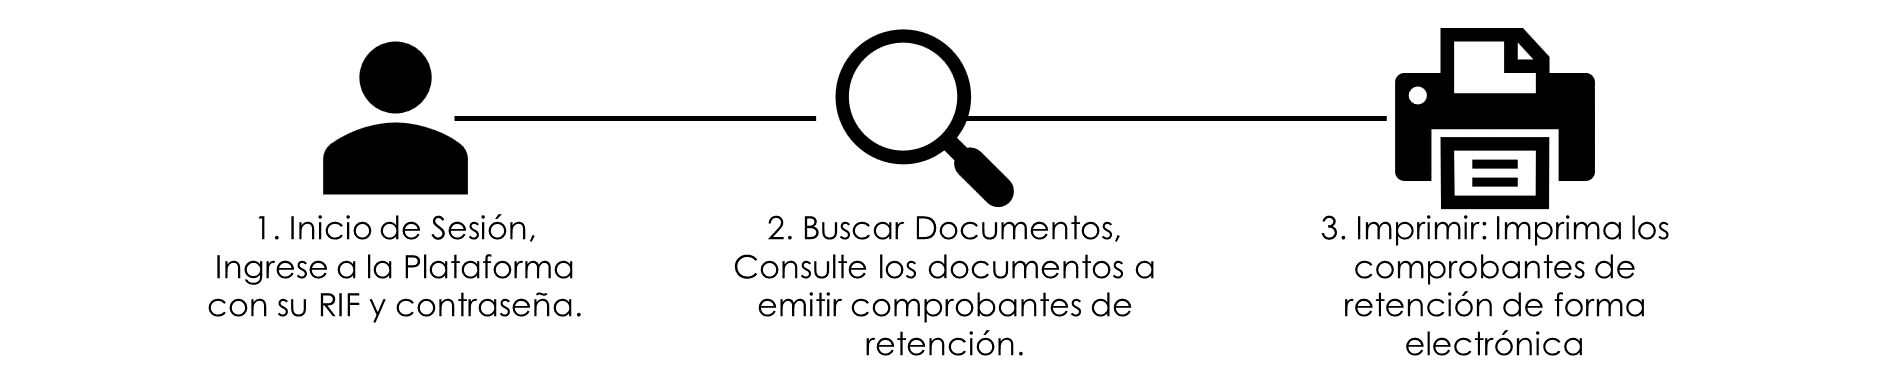 1. Inicio de Sesión,
Ingrese a la Plataforma
con su RIF y contraseña.
2. Buscar Documentos,
Consulte los documentos a
emitir comprobantes de
retención.
3. Imprimir: Imprima los
comprobantes de
retención de forma
electrónica